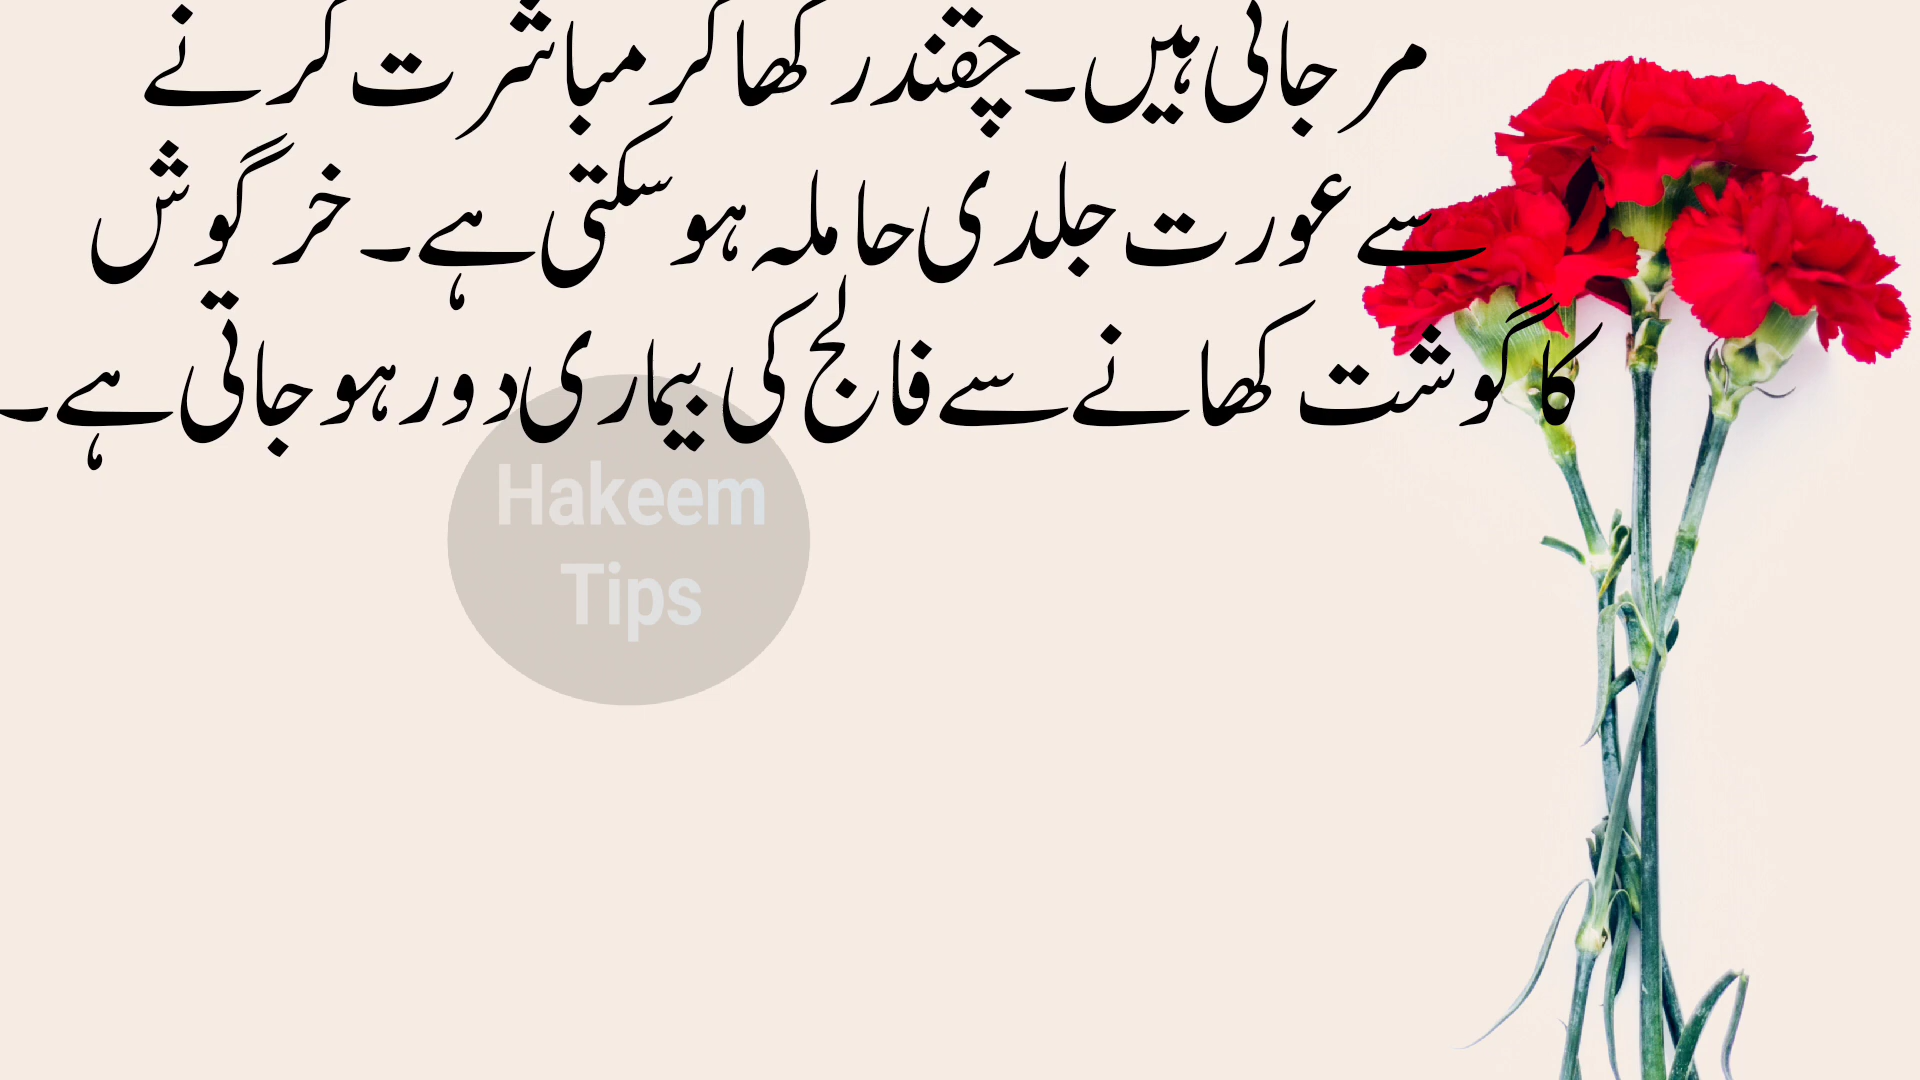 مر جاتی ہیں۔ چقندر کھا کر مباشرت کرنے
سے عورت جلدی حاملہ ہو سکتی ہے۔ خرگوش
کا گوشت کھانے سے فالج کی بیماری دور ہو جاتی ہے۔
Hakeem
Tips